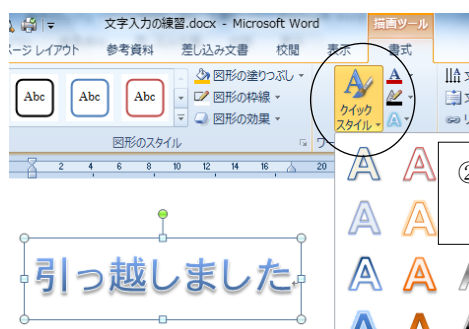 文字入力の練習.docx - Microsoft Word
描画ツール
ページ レイアウト 参考資料 差し込み文書 校閲 表示 書式
Abc Abc Abc
図形の塗りつぶし
図形の枠線
図形の効果
クイック
スタイル
A
図形のスタイル
ワー
2 4 6 8 10 12 14 16 20
A A
②
A A
引っ越しました
A A A
A A